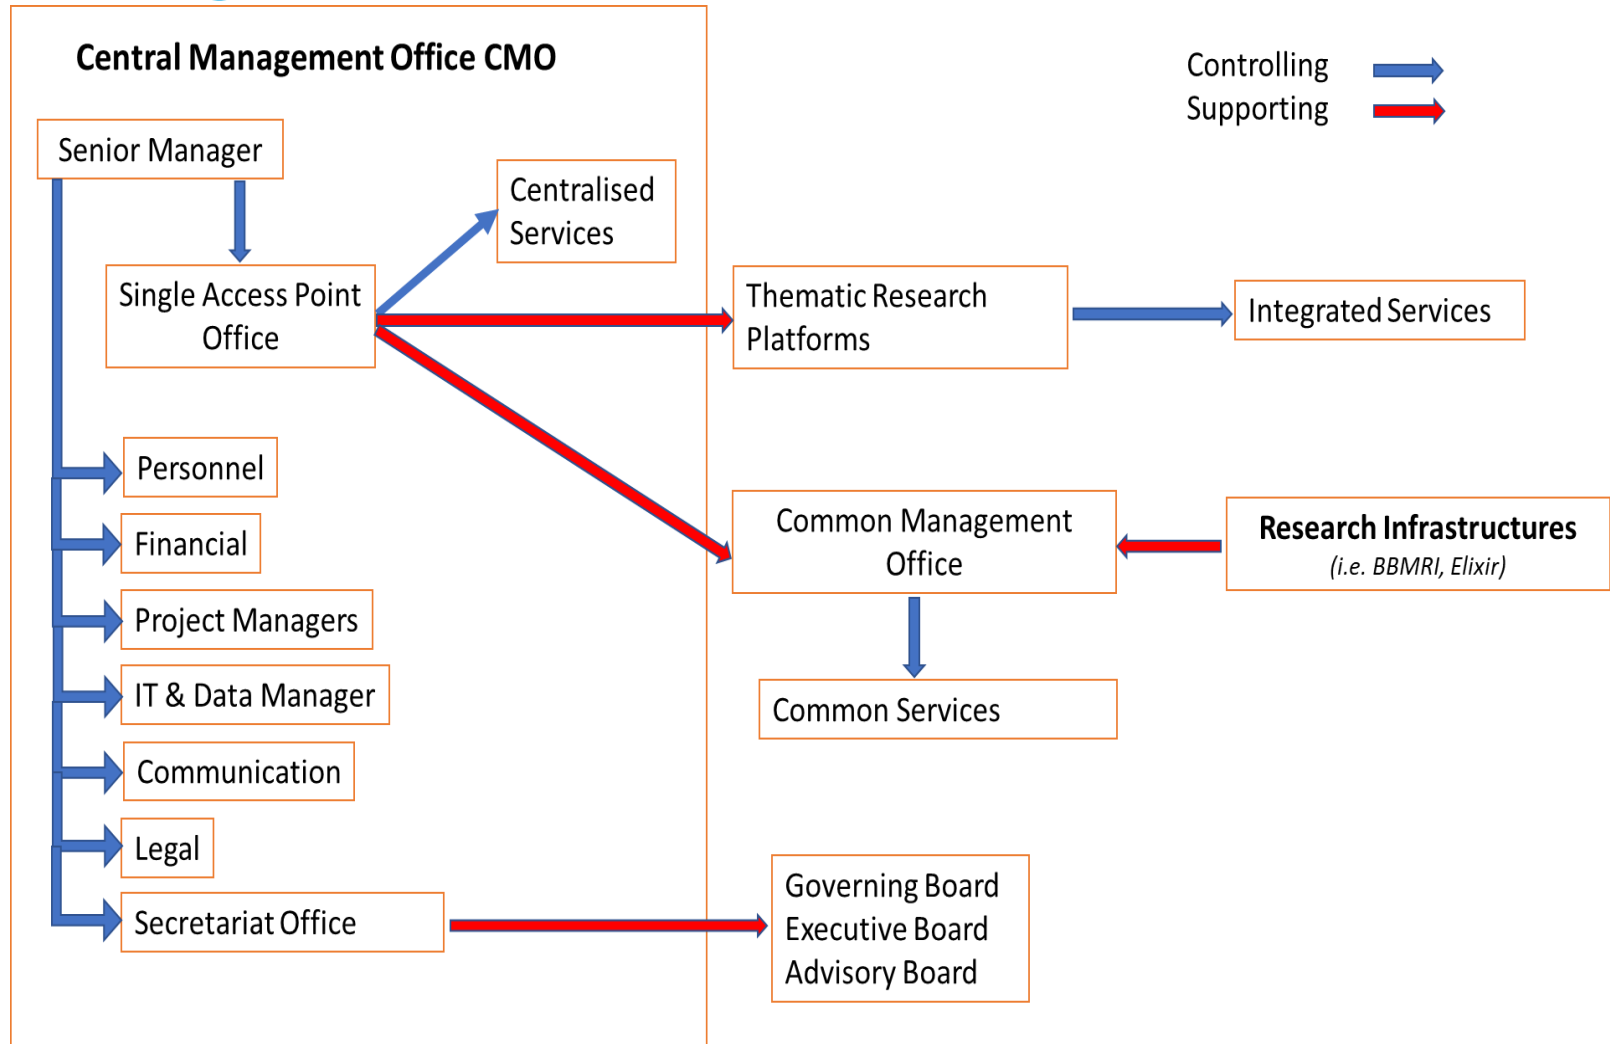 Central Management Office CMO
Controlling
Supporting
Senior Manager
Centralised
Services
Single Access Point
Office
Thematic Research
Platforms
Integrated Services
Personnel
Financial
Project Managers
IT & Data Manager
Communication
Legal
Secretariat Office
Common Management
Office
Research Infrastructures
(i.e. BBMRI, Elixir)
Common Services
Governing Board
Executive Board
Advisory Board